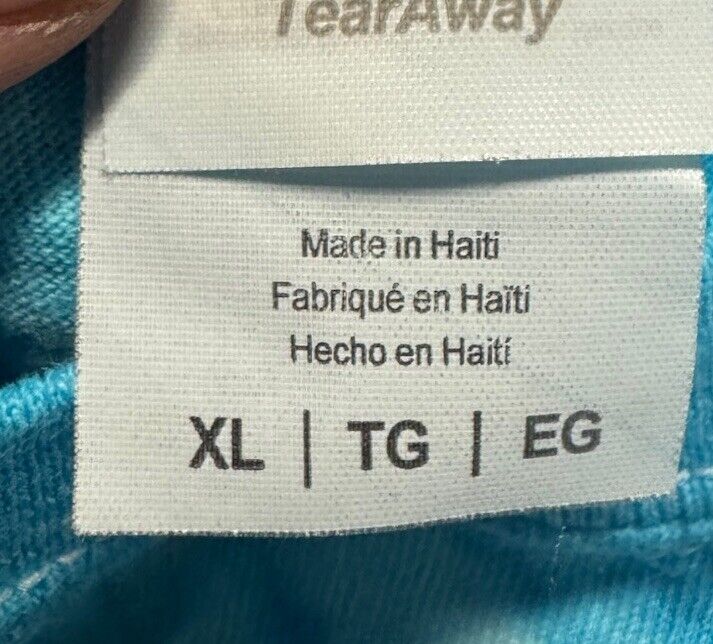 TearAway
Made in Haiti
Fabriqué en Haïti
Hecho en Haití
XL | TG | EG